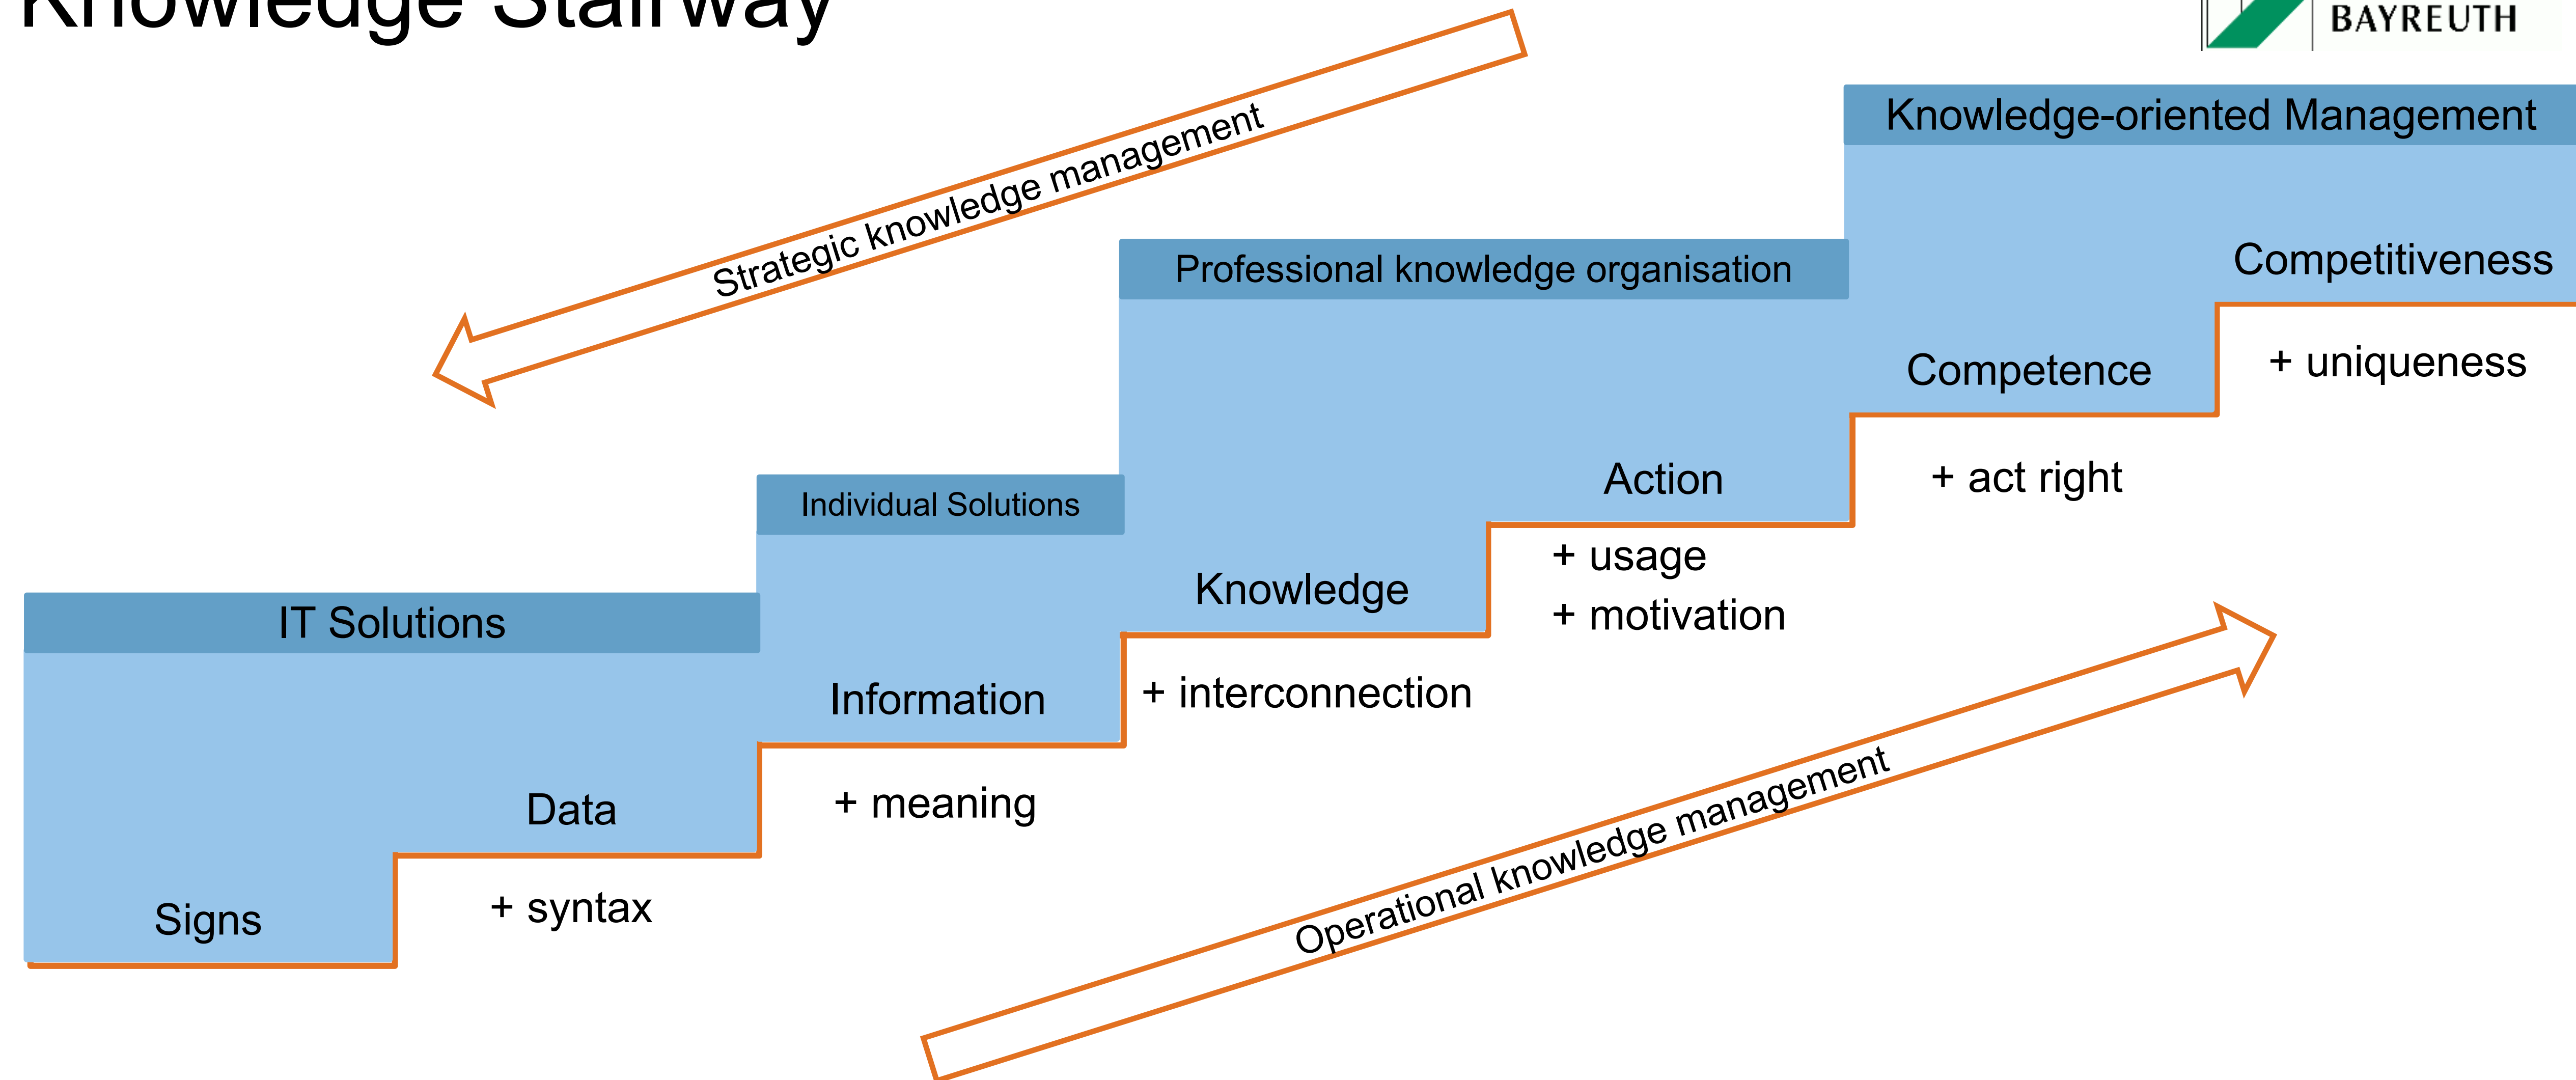 Knowledge Stairway
BAYREUTH
Strategic knowledge management
Knowledge-oriented Management
Professional knowledge organisation
Competitiveness
+ uniqueness
Competence
+ act right
Individual Solutions
Action
+ usage
+ motivation
Knowledge
+ interconnection
IT Solutions
Information
+ meaning
Data
+ syntax
Signs
Operational knowledge management